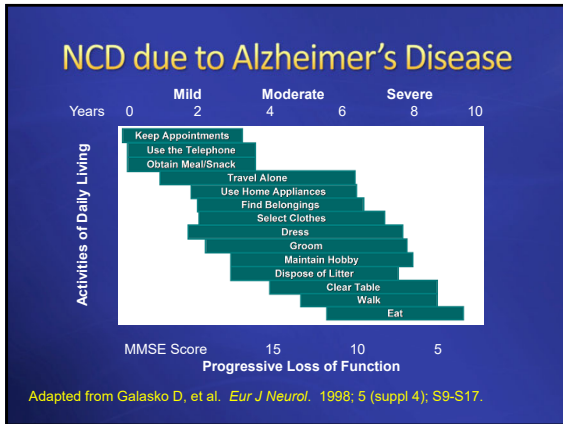 NCD due to Alzheimer's Disease
Mild Moderate Severe
Years 0 2 4 6 8 10
Activities of Daily Living
Keep Appointments
Use the Telephone
Obtain Meal/Snack
Travel Alone
Use Home Appliances
Find Belongings
Select Clothes
Dress
Groom
Maintain Hobby
Dispose of Litter
Clear Table
Walk
Eat
MMSE Score 15 10 5
Progressive Loss of Function
Adapted from Galasko D, et al. Eur J Neurol. 1998; 5 (suppl 4); S9-S17.